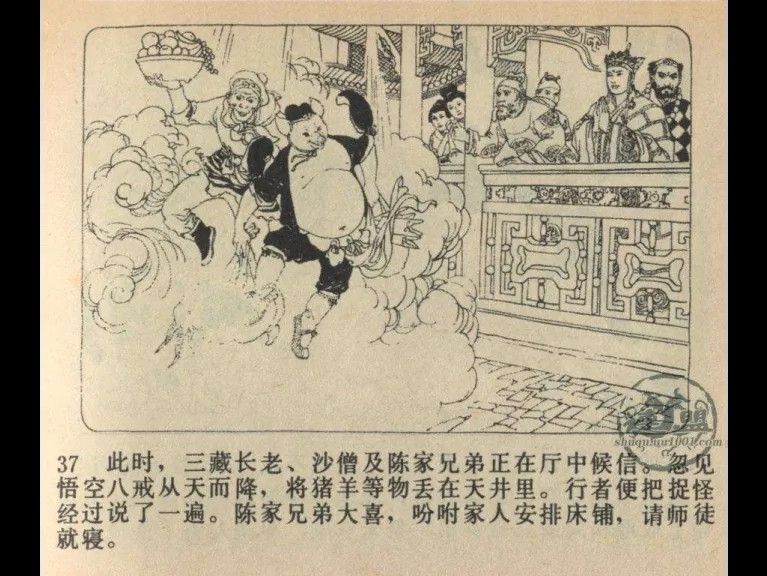 shuqnmu1001.com
37 此时，三藏长老、沙僧及陈家兄弟正在厅中候信。忽见
悟空八戒从天而降，将猪羊等物丢在天井里。行者便把捉怪
经过说了一遍。陈家兄弟大喜，吩咐家人安排床铺，请师徒
就寝。